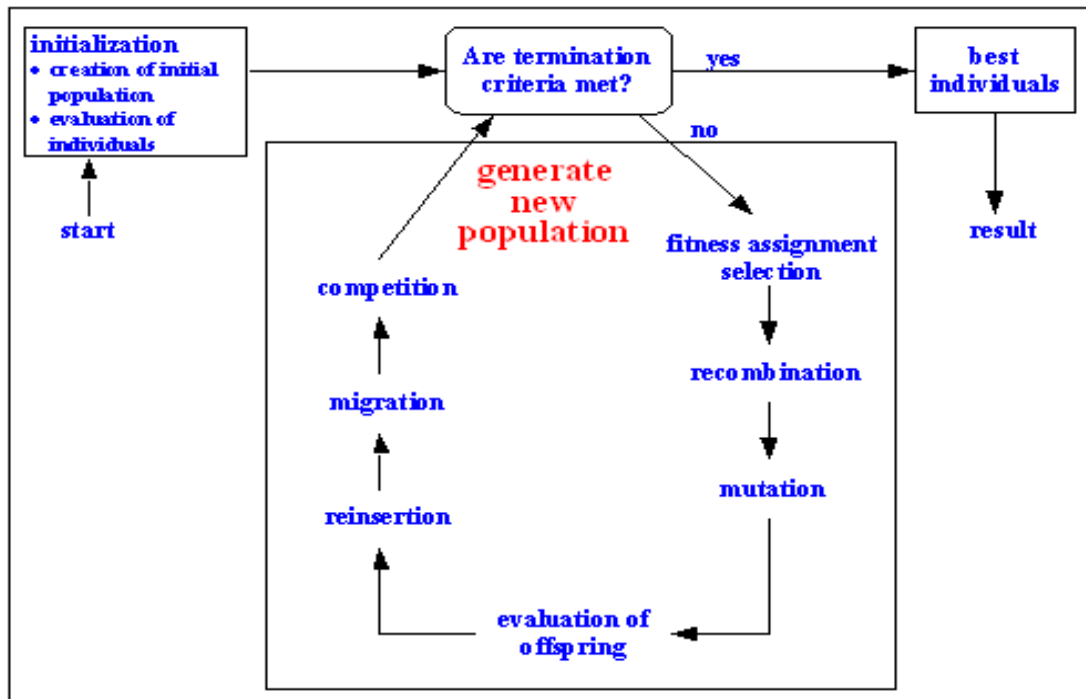 initialization
• creation of initial
population
• evaluation of
individuals
start
Are termination
criteria met?
yes
no
best
individuals
result
generate
new
population
fitness assignment
selection
recombination
mutation
evaluation of
offspring
reinsertion
migration
competition